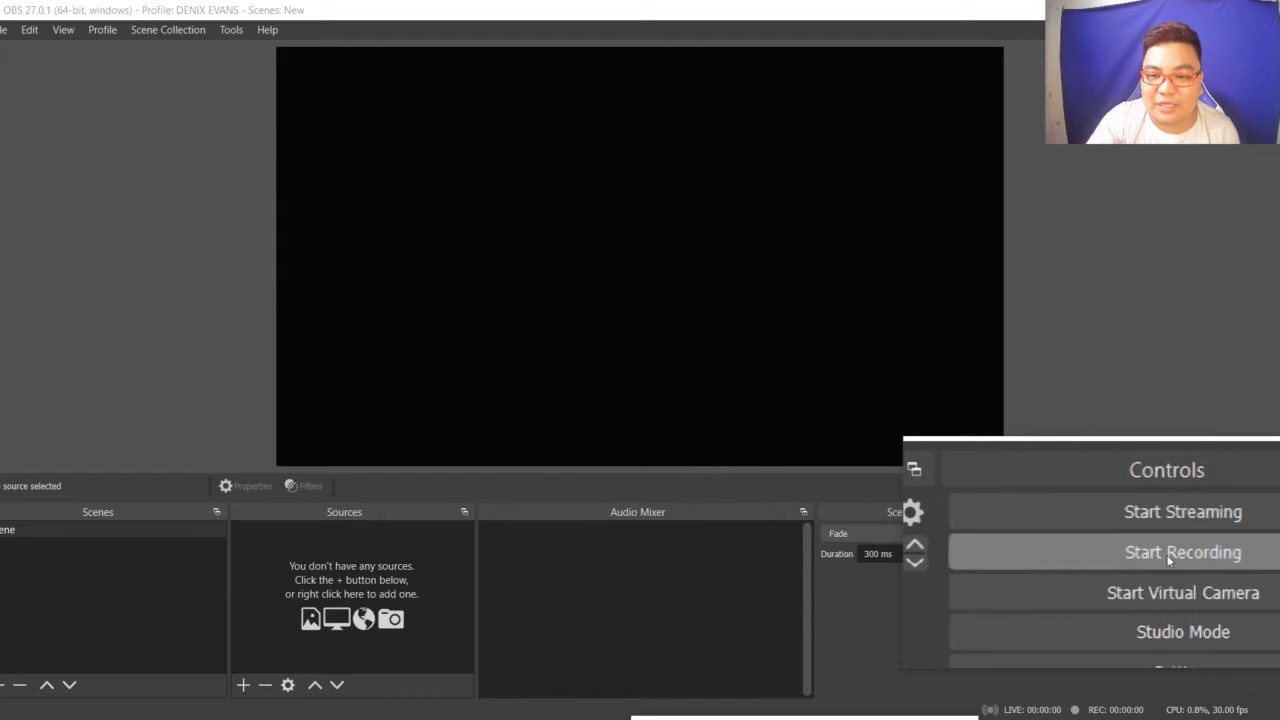 OBS 27.0.1 (64-bit, windows) - Profile: DENIX EVANS - Scenes: New
le Edit View Profile Scene Collection Tools Help
source selected
Properties
Filters
Scenes
ene
Sources
You don't have any sources.
Click the + button below,
or right click here to add one.
Audio Mixer
Sce
Fade
Duration 300 ms
Controls
Start Streaming
Start Recording
Start Virtual Camera
Studio Mode
LIVE: 00:00:00 REC: 00:00:00 CPU: 0.8%, 30.00 fps